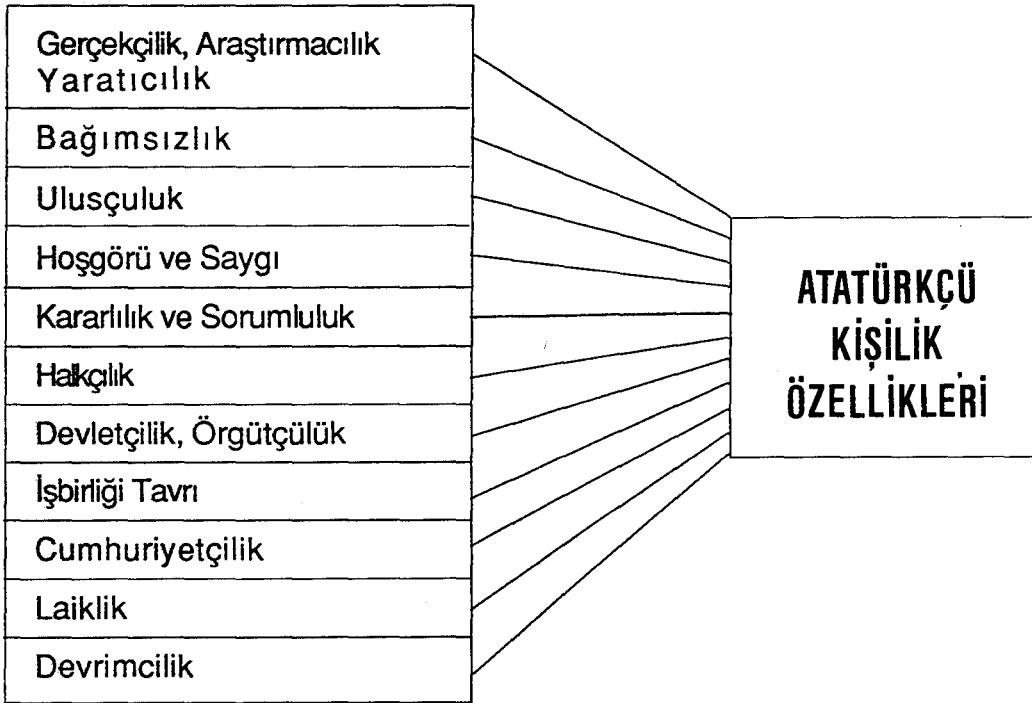 Gerçekçilik, Araştırmacılık
Yaratıcılık
Bağımsızlık
Ulusçuluk
Hoşgörü ve Saygı
Kararlılık ve Sorumluluk
Halkçılık
Devletçilik, Örgütçülük
İşbirliği Tavrı
Cumhuriyetçilik
Laiklik
Devrimcilik
ATATÜRKÇÜ
KİŞİLİK
ÖZELLİKLERİ